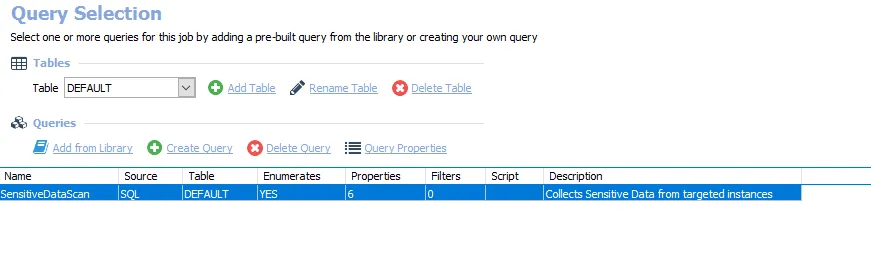 Query Selection
Select one or more queries for this job by adding a pre-built query from the library or creating your own query
Tables
Table DEFAULT Add Table Rename Table Delete Table
Queries
Add from Library Create Query Delete Query Query Properties
Name Source Table Enumerates Properties Filters Script Description
SensitiveDataScan SQL DEFAULT YES 6 0 Collects Sensitive Data from targeted instances